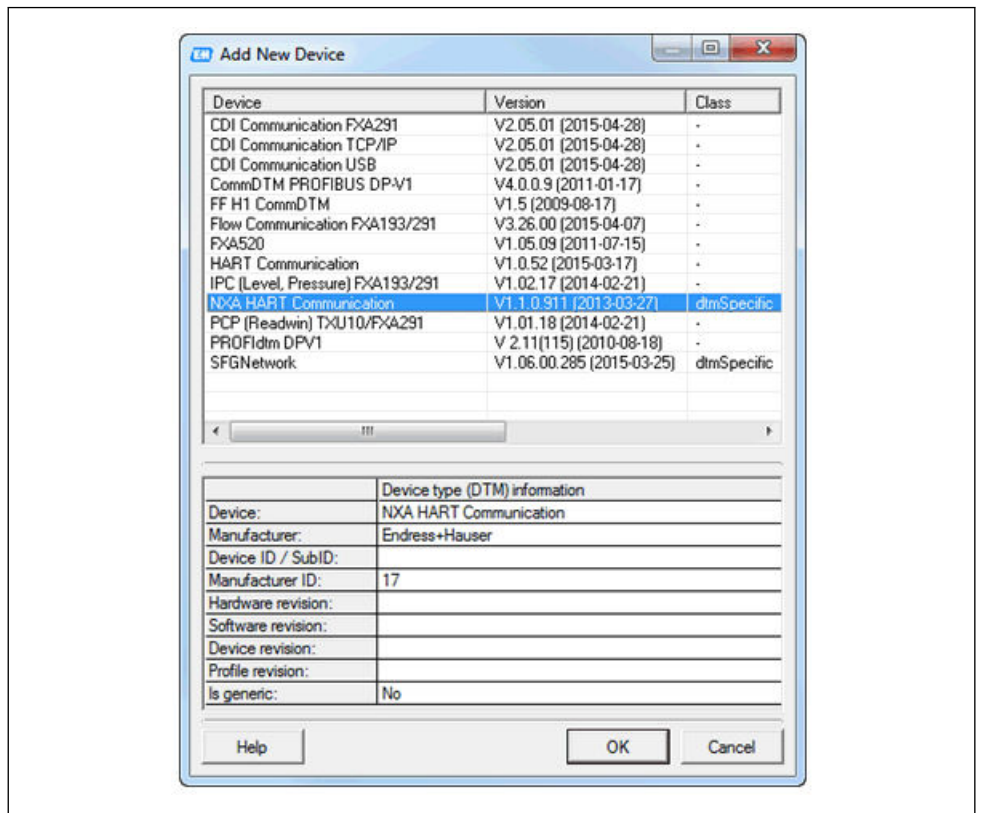 Add New Device
Device Version Class
CDI Communication FXA291 V2.05.01 (2015-04-28) -
CDI Communication TCP/IP V2.05.01 (2015-04-28) -
CDI Communication USB V2.05.01 (2015-04-28) -
CommDTM PROFIBUS DP-V1 V4.0.0.9 (2011-01-17) -
FF H1 CommDTM V1.5 (2009-08-17) -
Flow Communication FXA193/291 V3.26.00 (2015-04-07) -
FXA520 V1.05.09 (2011-07-15) -
HART Communication V1.0.52 (2015-03-17) -
IPC (Level, Pressure) FXA193/291 V1.02.17 (2014-02-21) -
NXA HART Communication V1.1.0.911 (2013-03-27) dtmSpecific
PCP (Readwin) TXU10/FXA291 V1.01.18 (2014-02-21) -
PROFIdtm DPV1 V 2.11(115) (2010-08-18) -
SFGNetwork V1.06.00.285 (2015-03-25) dtmSpecific
Device type (DTM) information
Device: NXA HART Communication
Manufacturer: Endress+Hauser
Device ID / SubID:
Manufacturer ID: 17
Hardware revision:
Software revision:
Device revision:
Profile revision:
Is generic: No
Help OK Cancel